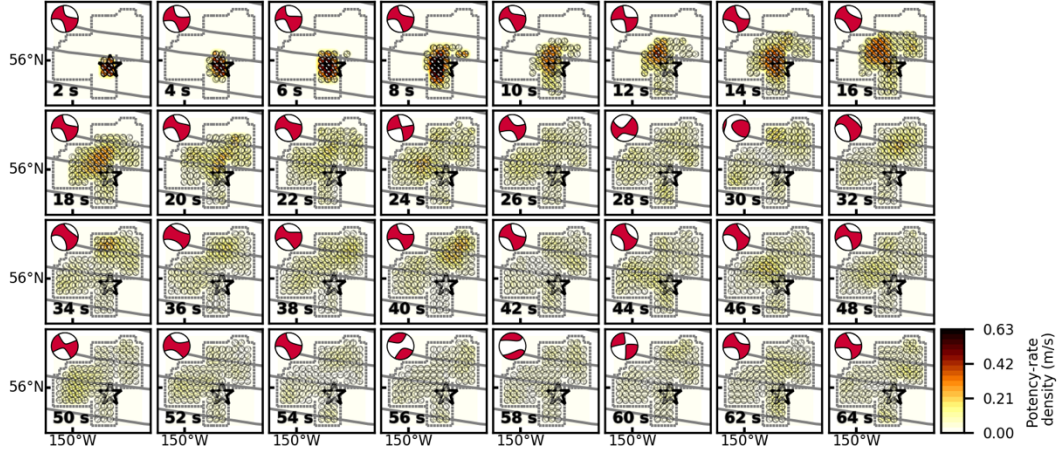 56°N
2 s 4 s 6 s 8 s 10 s 12 s 14 s 16 s
56°N
18 s 20 s 22 s 24 s 26 s 28 s 30 s 32 s
56°N
34 s 36 s 38 s 40 s 42 s 44 s 46 s 48 s
56°N
50 s 52 s 54 s 56 s 58 s 60 s 62 s 64 s
150°W 150°W 150°W 150°W 150°W 150°W 150°W 150°W
0.63
0.42
0.21
0.00
Potency-rate
density (m/s)